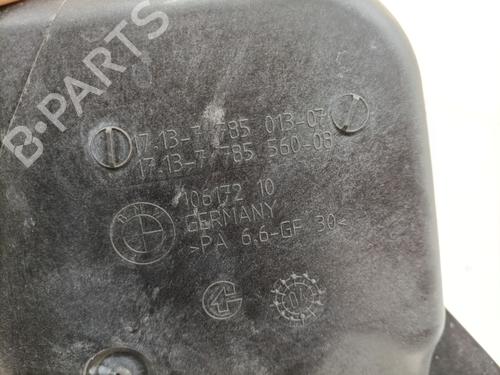 B-PARTS
17.13-7 785 013-07
17.13-7 785 560-08
106172 10
GERMANY
>PA 6.6-GF 30<
BMW